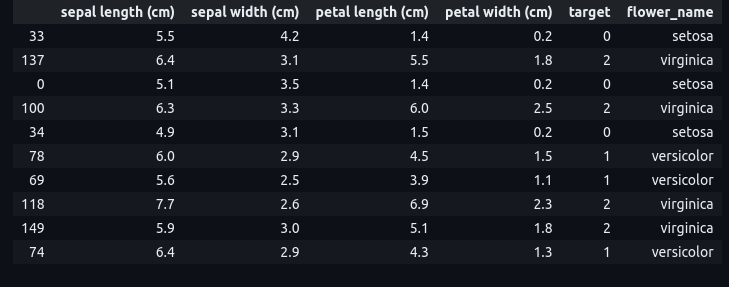 sepal length (cm) sepal width (cm) petal length (cm) petal width (cm) target flower_name
33 5.5 4.2 1.4 0.2 0 setosa
137 6.4 3.1 5.5 1.8 2 virginica
0 5.1 3.5 1.4 0.2 0 setosa
100 6.3 3.3 6.0 2.5 2 virginica
34 4.9 3.1 1.5 0.2 0 setosa
78 6.0 2.9 4.5 1.5 1 versicolor
69 5.6 2.5 3.9 1.1 1 versicolor
118 7.7 2.6 6.9 2.3 2 virginica
149 5.9 3.0 5.1 1.8 2 virginica
74 6.4 2.9 4.3 1.3 1 versicolor